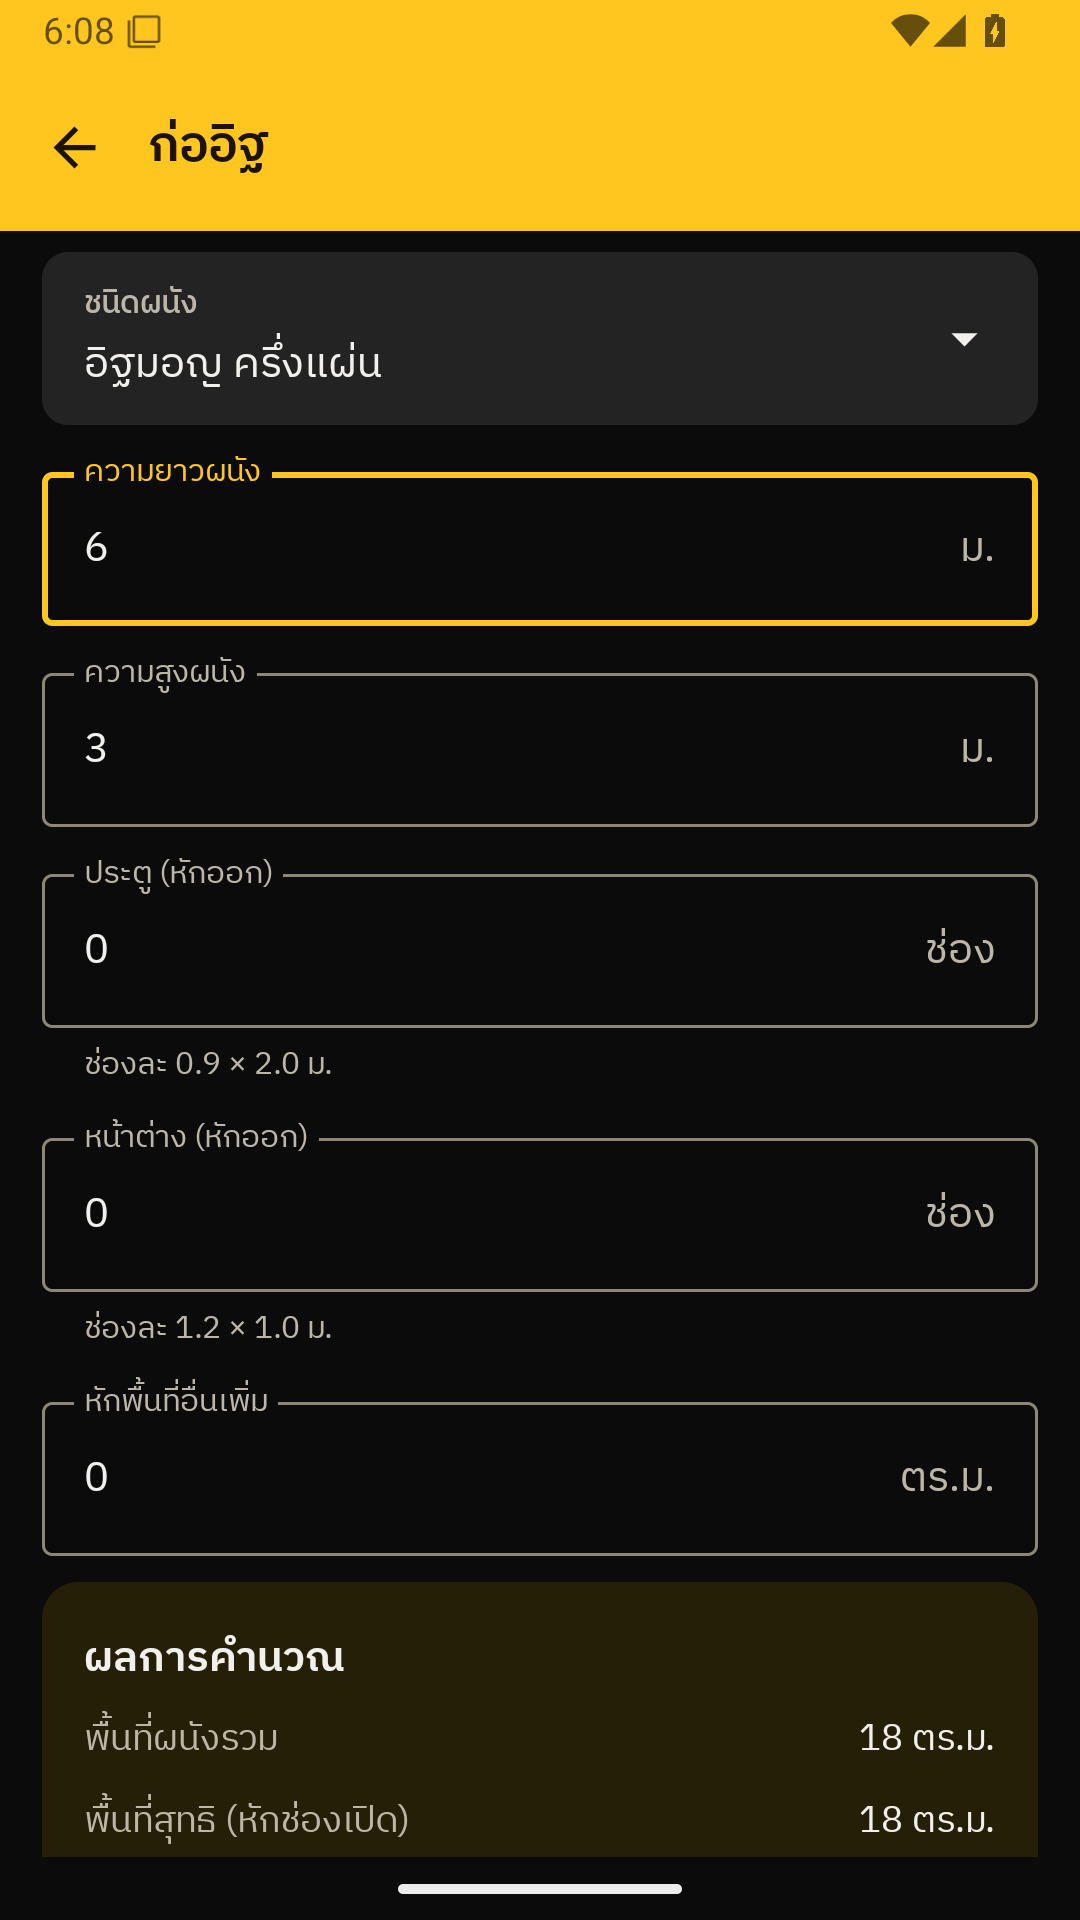 6:08
ก่ออิฐ
ชนิดผนัง
อิฐมอญ ครึ่งแผ่น
ความยาวผนัง
6 ม.
ความสูงผนัง
3 ม.
ประตู (หักออก)
0 ช่อง
ช่องละ 0.9 × 2.0 ม.
หน้าต่าง (หักออก)
0 ช่อง
ช่องละ 1.2 × 1.0 ม.
หักพื้นที่อื่นเพิ่ม
0 ตร.ม.
ผลการคำนวณ
พื้นที่ผนังรวม 18 ตร.ม.
พื้นที่สุทธิ (หักช่องเปิด) 18 ตร.ม.